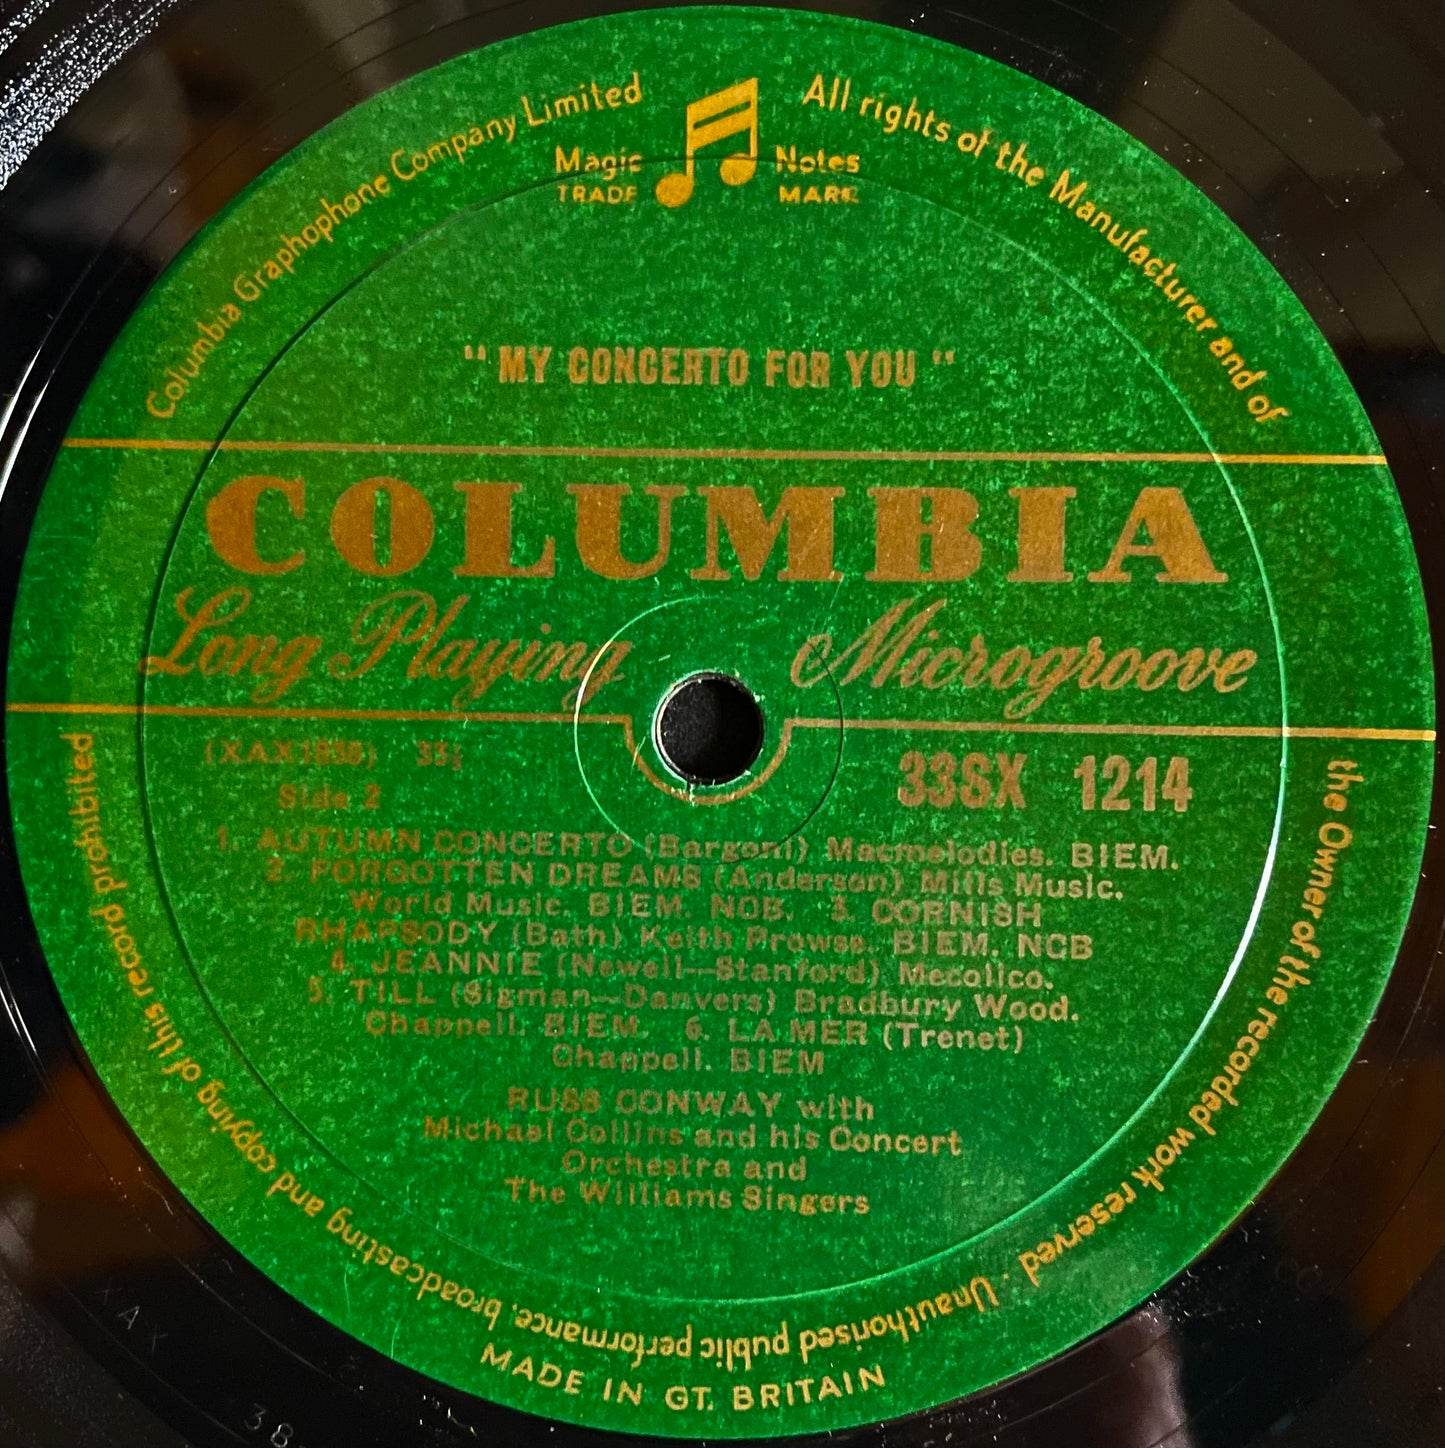 Columbia Graphophone Company Limited
Magic Notes
TRADE MARK
All rights of the Manufacturer and of
the Owner of the recorded work reserved · Unauthorised public performance, broadcasting and copying of this record prohibited
" MY CONCERTO FOR YOU "
COLUMBIA
Long Playing Microgroove
33⅓ 33SX 1214
Side 2
1. AUTUMN CONCERTO (Bargoni) Macmelodies. BIEM.
2. FORGOTTEN DREAMS (Anderson) Mills Music.
World Music. BIEM. NCB. 3. CORNISH
RHAPSODY (Bath) Keith Prowse. BIEM. NCB
4. JEANNIE (Newell—Stanford) Mecolico.
5. TILL (Sigman—Danvers) Bradbury Wood.
Chappell. BIEM. 6. LA MER (Trenet)
Chappell. BIEM
RUSS CONWAY with
Michael Collins and his Concert
Orchestra and
The Williams Singers
MADE IN GT. BRITAIN
XAX
38